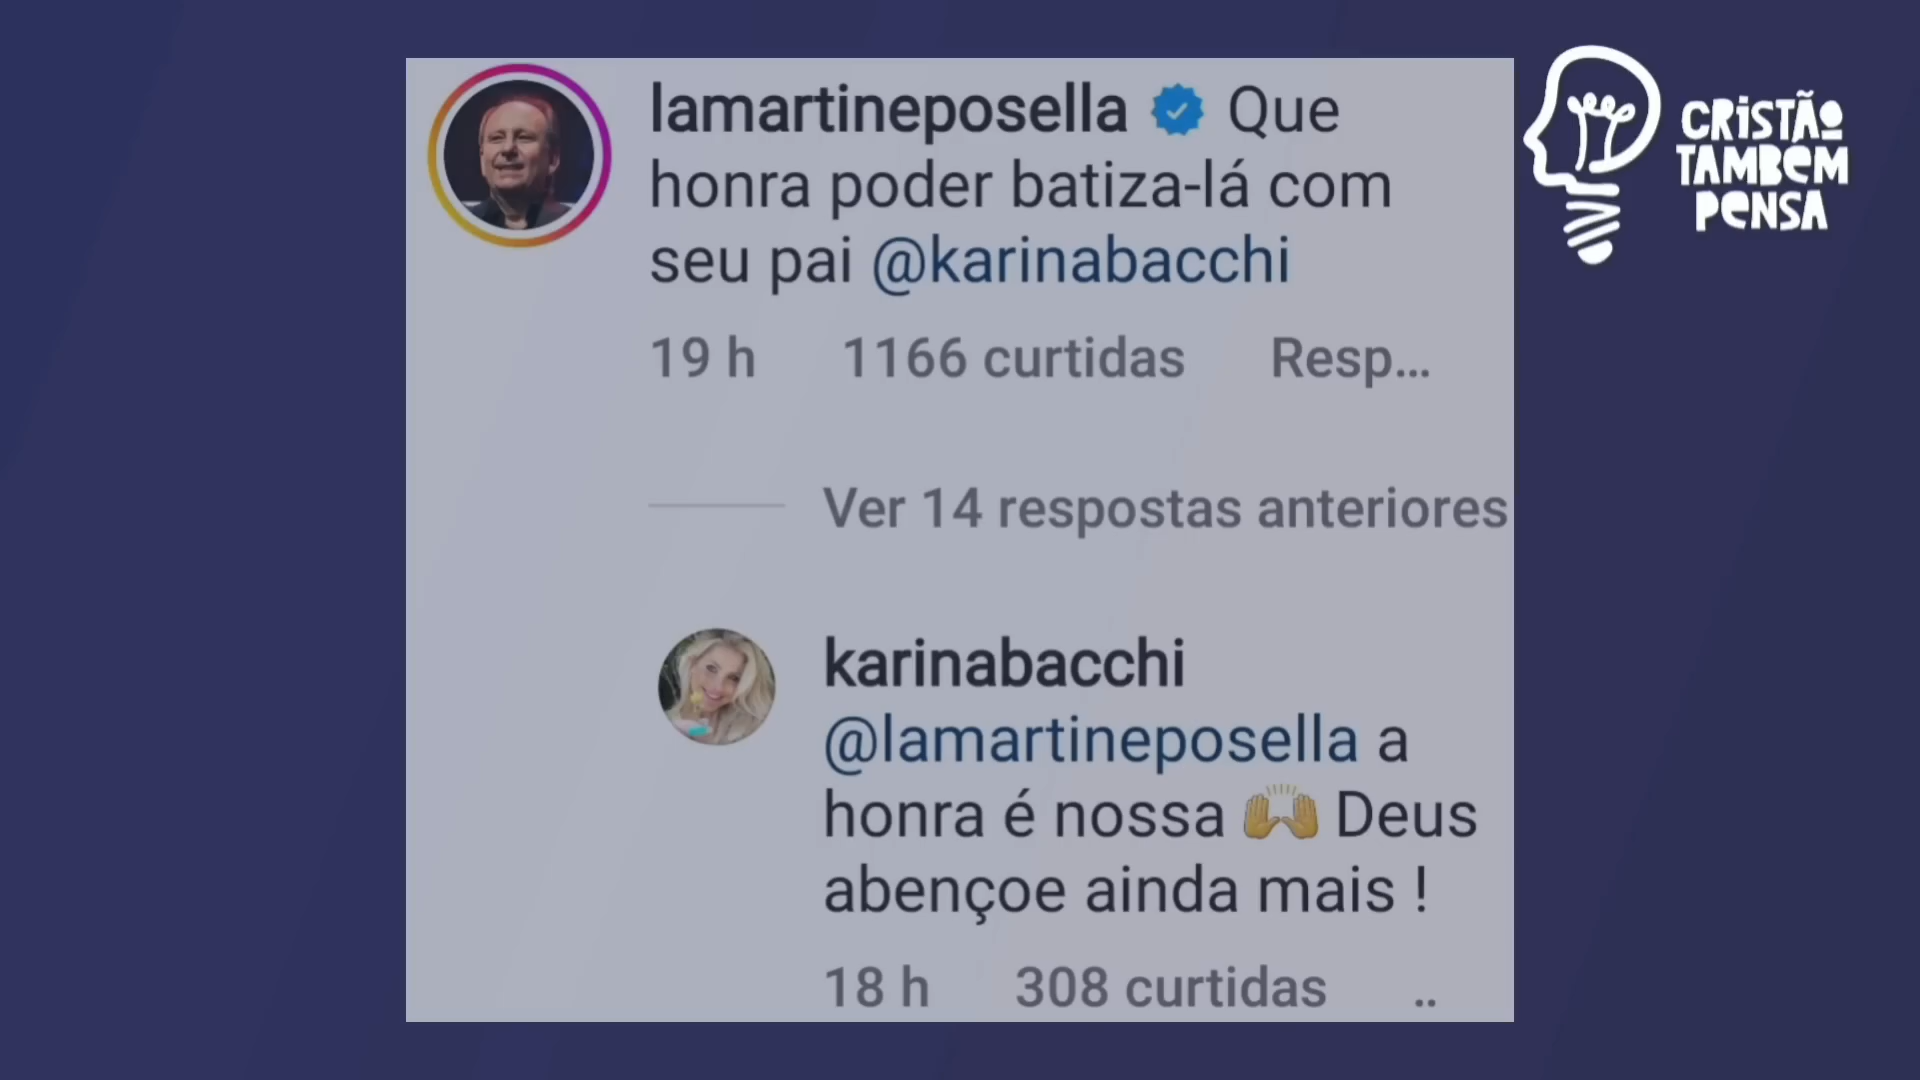 lamartineposella Que
honra poder batiza-lá com
seu pai @karinabacchi
19 h 1166 curtidas Resp...
Ver 14 respostas anteriores
karinabacchi
@lamartineposella a
honra é nossa 🙌 Deus
abençoe ainda mais !
18 h 308 curtidas ..
CRISTÃO
TAMBÉM
PENSA